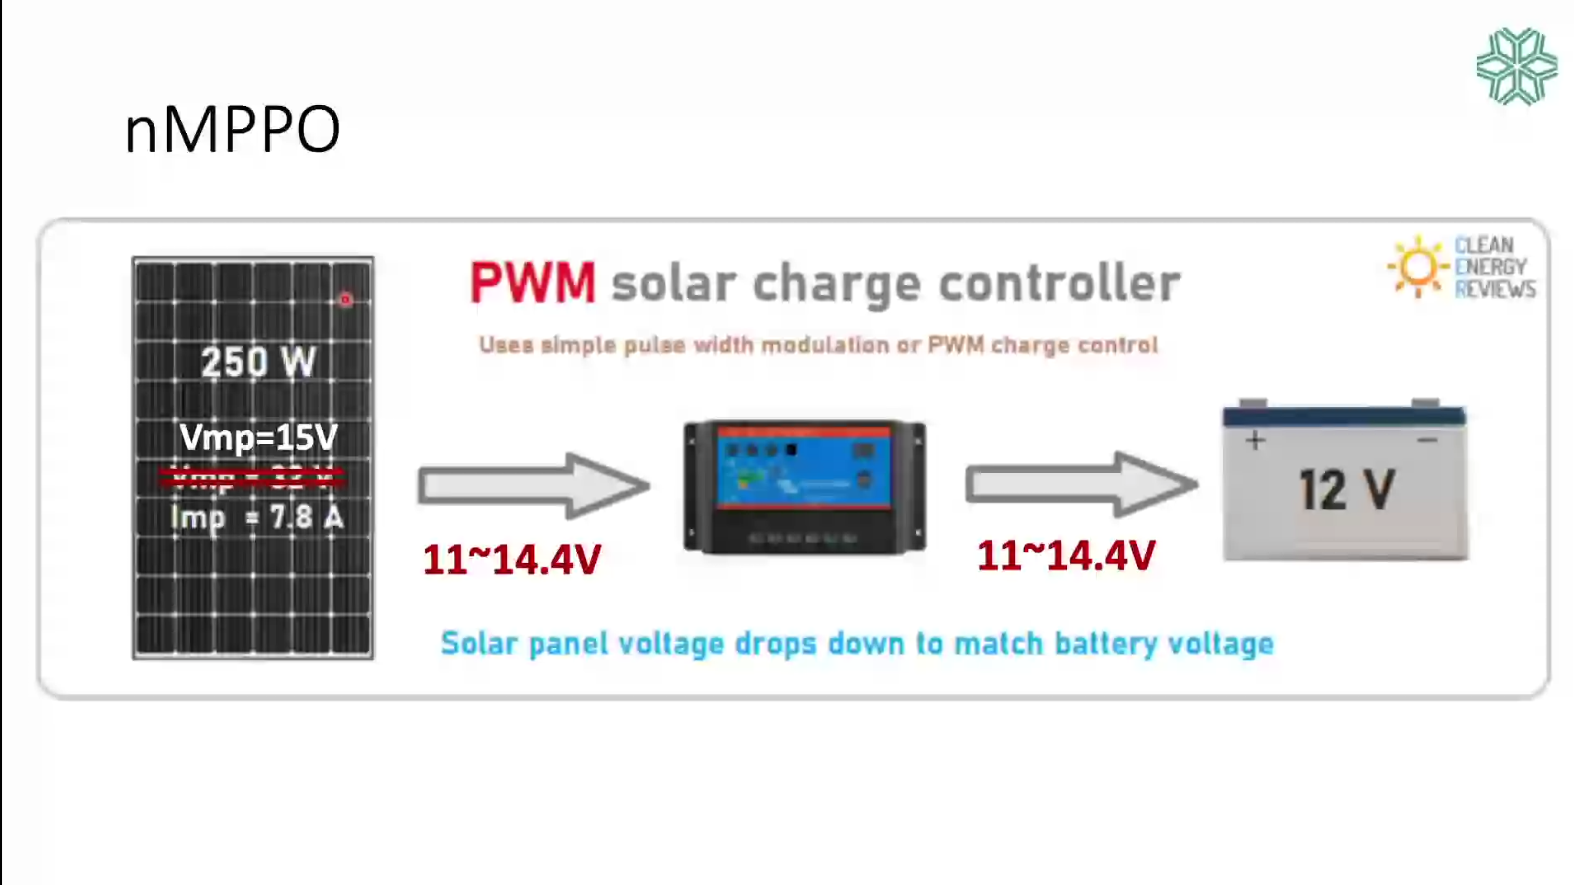 nMPPO
PWM solar charge controller
CLEAN
ENERGY
REVIEWS
Uses simple pulse width modulation or PWM charge control
250 W
Vmp=15V
Vmp = 32 V
Imp = 7.8 A
11~14.4V
11~14.4V
+ −
12 V
Solar panel voltage drops down to match battery voltage